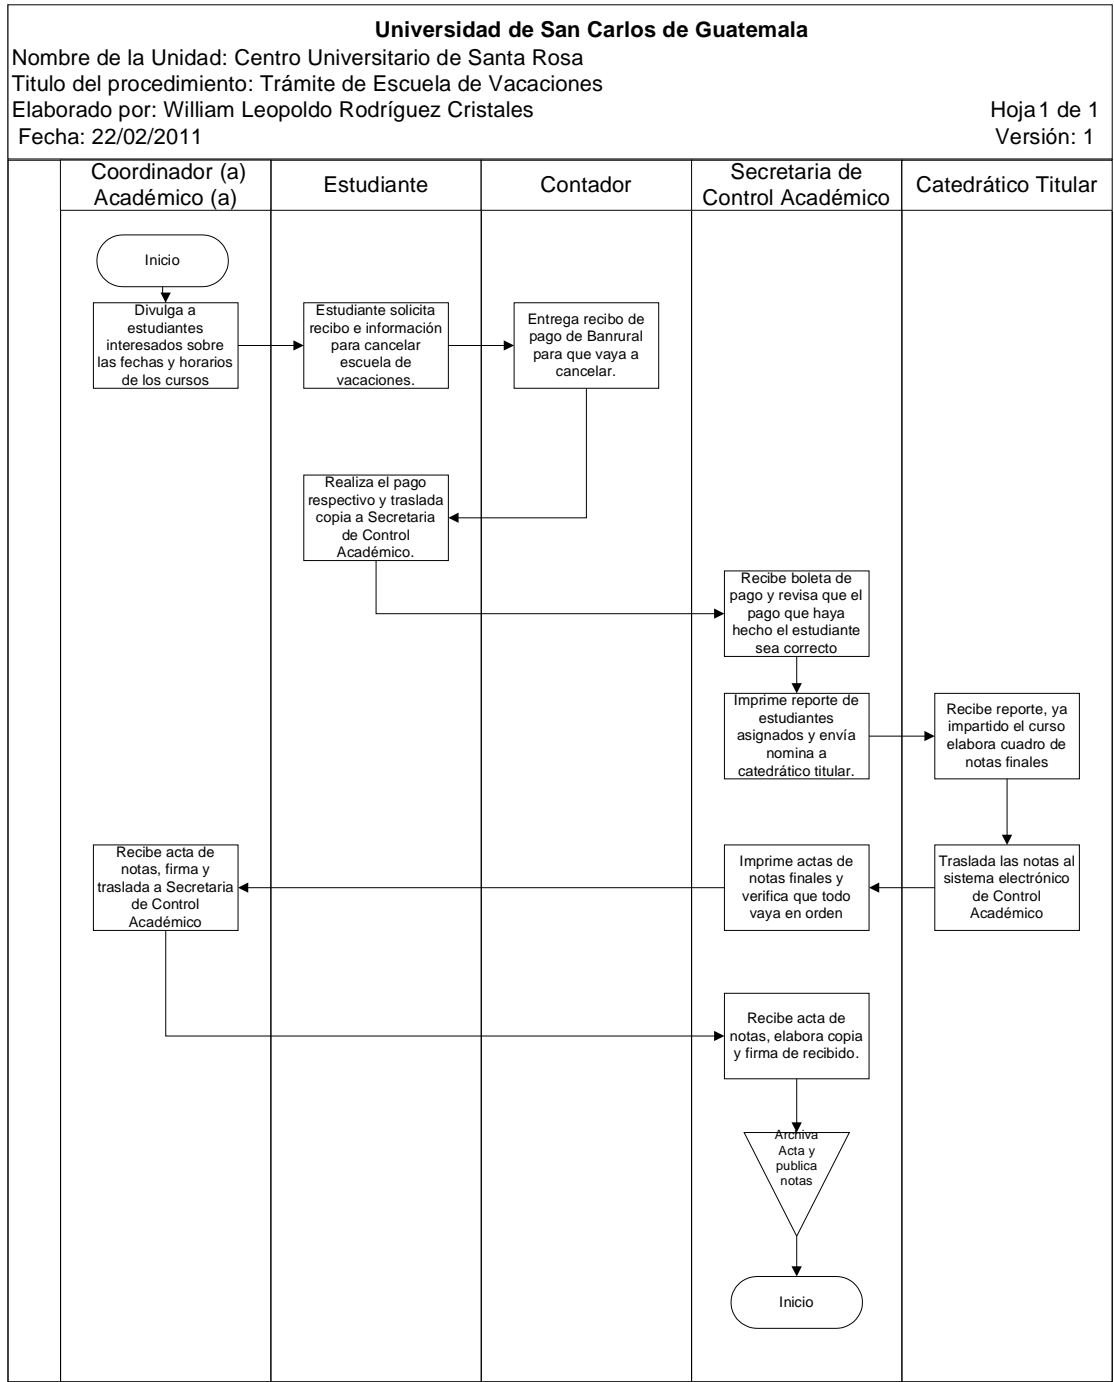 Universidad de San Carlos de Guatemala
Nombre de la Unidad: Centro Universitario de Santa Rosa
Titulo del procedimiento: Trámite de Escuela de Vacaciones
Elaborado por: William Leopoldo Rodríguez Cristales
Hoja 1 de 1
Fecha: 22/02/2011
Versión: 1
Coordinador (a)
Académico (a)
Estudiante
Contador
Secretaria de
Control Académico
Catedrático Titular
Inicio
Divulga a
estudiantes
interesados sobre
las fechas y horarios
de los cursos
Estudiante solicita
recibo e información
para cancelar
escuela de
vacaciones.
Entrega recibo de
pago de Banrural
para que vaya a
cancelar.
Realiza el pago
respectivo y traslada
copia a Secretaria
de Control
Académico.
Recibe boleta de
pago y revisa que el
pago que haya
hecho el estudiante
sea correcto
Imprime reporte de
estudiantes
asignados y envía
nomina a
catedrático titular.
Recibe reporte, ya
impartido el curso
elabora cuadro de
notas finales
Traslada las notas al
sistema electrónico
de Control
Académico
Imprime actas de
notas finales y
verifica que todo
vaya en orden
Recibe acta de
notas, firma y
traslada a Secretaria
de Control
Académico
Recibe acta de
notas, elabora copia
y firma de recibido.
Archiva
Acta y
publica
notas
Inicio